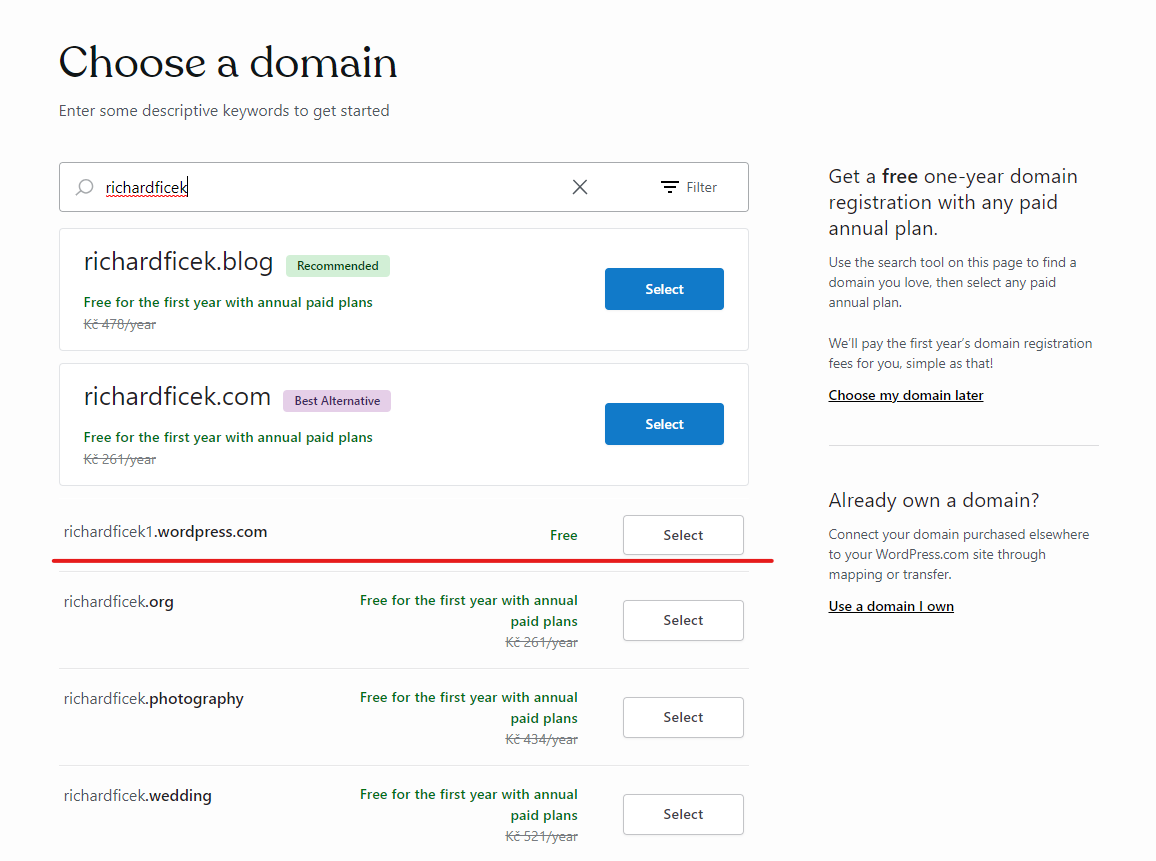 Choose a domain
Enter some descriptive keywords to get started
richardficek
Filter
richardficek.blog Recommended
Free for the first year with annual paid plans
Kč 478/year
Select
richardficek.com Best Alternative
Free for the first year with annual paid plans
Kč 261/year
Select
richardficek1.wordpress.com
Free
Select
richardficek.org
Free for the first year with annual
paid plans
Kč 261/year
Select
richardficek.photography
Free for the first year with annual
paid plans
Kč 434/year
Select
richardficek.wedding
Free for the first year with annual
paid plans
Kč 521/year
Select
Get a free one-year domain
registration with any paid
annual plan.
Use the search tool on this page to find a
domain you love, then select any paid
annual plan.
We’ll pay the first year’s domain registration
fees for you, simple as that!
Choose my domain later
Already own a domain?
Connect your domain purchased elsewhere
to your WordPress.com site through
mapping or transfer.
Use a domain I own